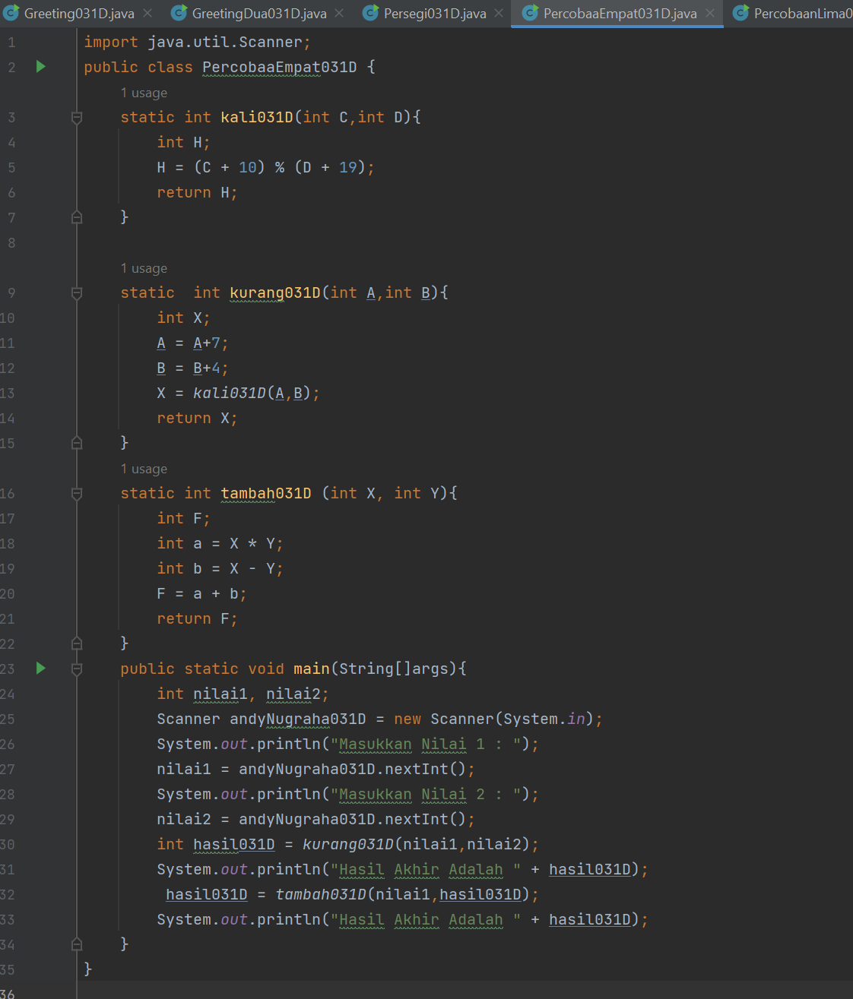 Greeting031D.java GreetingDua031D.java Persegi031D.java PercobaaEmpat031D.java PercobaanLima0
1 import java.util.Scanner;
2 public class PercobaaEmpat031D {
1 usage
3 static int kali031D(int C,int D){
4 int H;
5 H = (C + 10) % (D + 19);
6 return H;
7 }
8
1 usage
9 static  int kurang031D(int A,int B){
10 int X;
11 A = A+7;
12 B = B+4;
13 X = kali031D(A,B);
14 return X;
15 }
1 usage
16 static int tambah031D (int X, int Y){
17 int F;
18 int a = X * Y;
19 int b = X - Y;
20 F = a + b;
21 return F;
22 }
23 public static void main(String[]args){
24 int nilai1, nilai2;
25 Scanner andyNugraha031D = new Scanner(System.in);
26 System.out.println("Masukkan Nilai 1 : ");
27 nilai1 = andyNugraha031D.nextInt();
28 System.out.println("Masukkan Nilai 2 : ");
29 nilai2 = andyNugraha031D.nextInt();
30 int hasil031D = kurang031D(nilai1,nilai2);
31 System.out.println("Hasil Akhir Adalah " + hasil031D);
32 hasil031D = tambah031D(nilai1,hasil031D);
33 System.out.println("Hasil Akhir Adalah " + hasil031D);
34 }
35 }
36